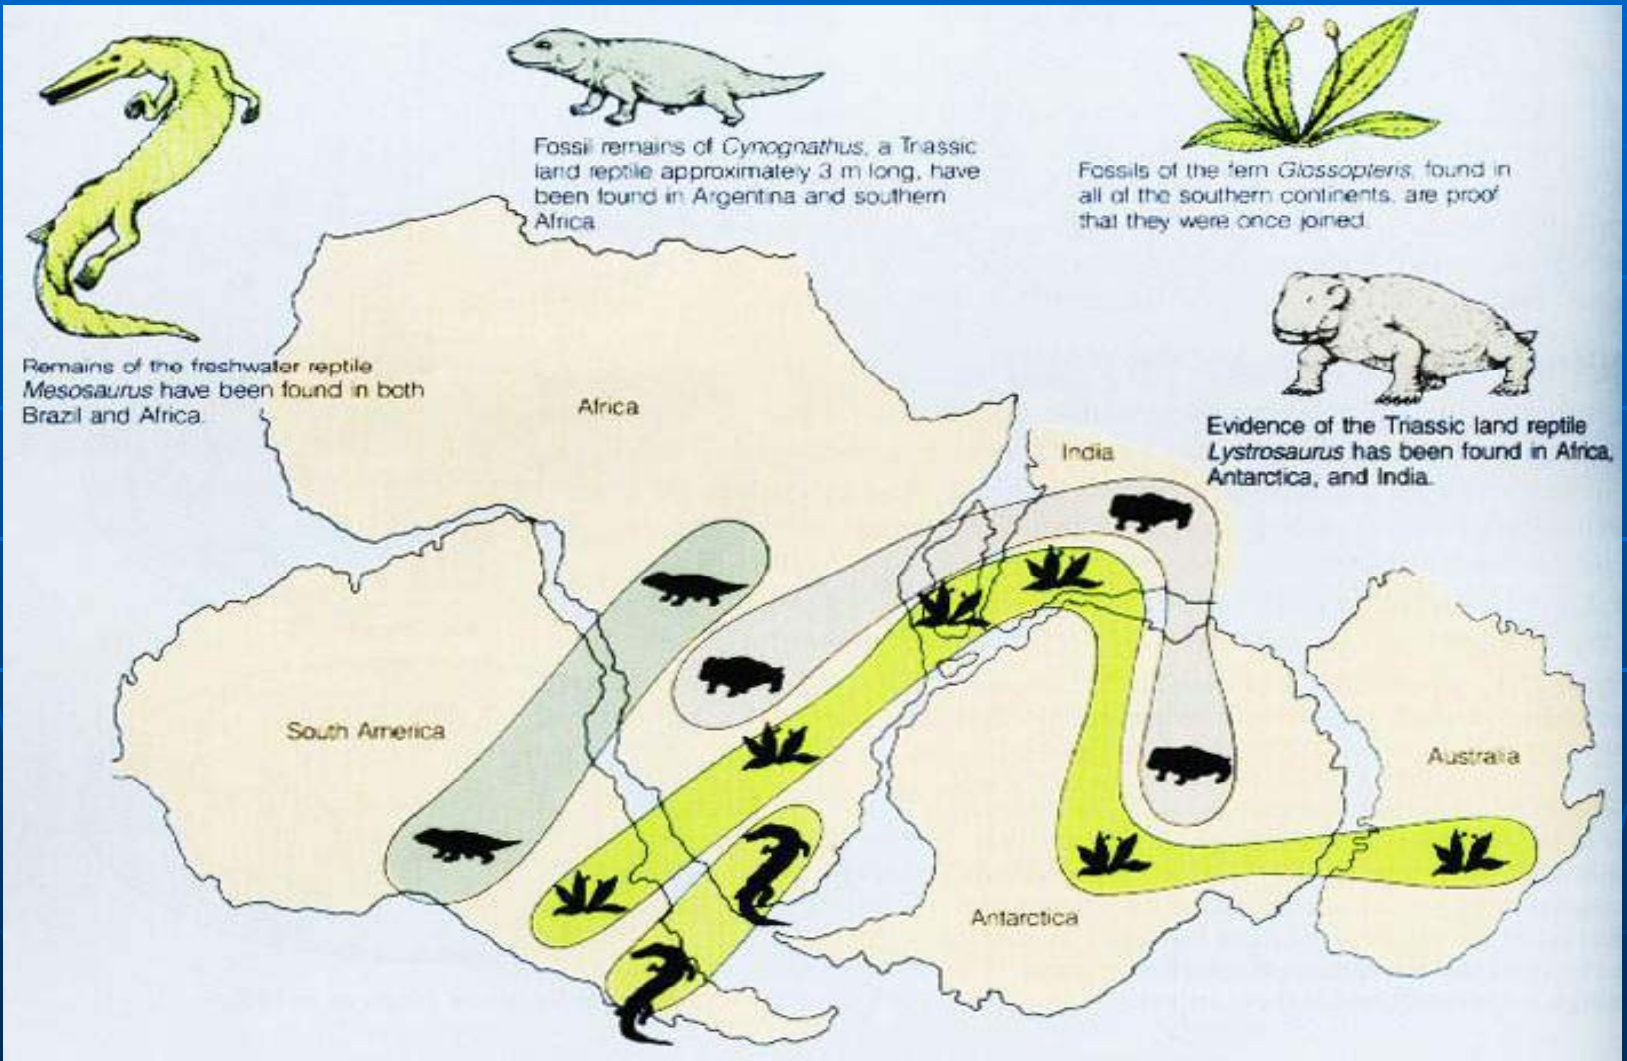 Fossil remains of Cynognathus, a Triassic
land reptile approximately 3 m long, have
been found in Argentina and southern
Africa
Fossils of the fern Glossopteris, found in
all of the southern continents, are proof
that they were once joined.
Remains of the freshwater reptile
Mesosaurus have been found in both
Brazil and Africa.
Evidence of the Triassic land reptile
Lystrosaurus has been found in Africa,
Antarctica, and India.
Africa
India
South America
Australia
Antarctica